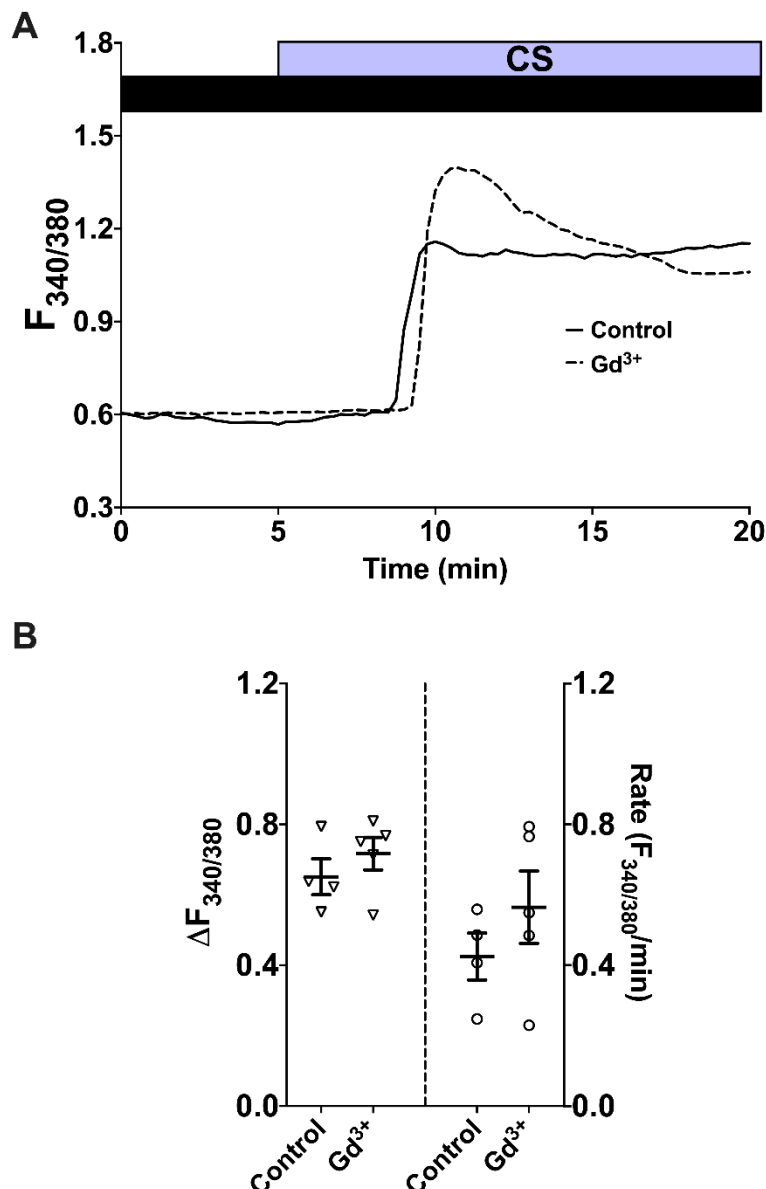 A
1.8
CS
1.5
1.2
0.9
0.6
0.3
F340/380
Control
Gd3+
0
5
10
15
20
Time (min)
B
1.2
0.8
0.4
0.0
ΔF340/380
1.2
0.8
0.4
0.0
Rate (F340/380/min)
Control
Gd3+
Control
Gd3+